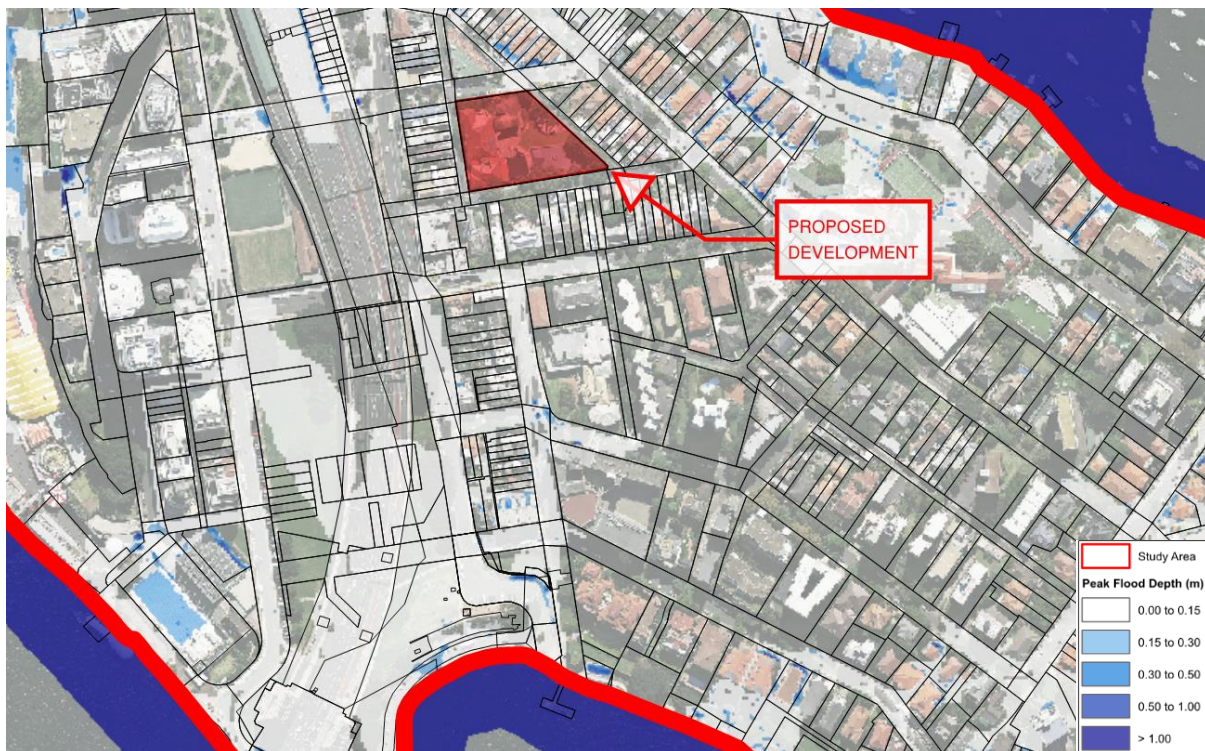 PROPOSED
DEVELOPMENT
Study Area
Peak Flood Depth (m)
0.00 to 0.15
0.15 to 0.30
0.30 to 0.50
0.50 to 1.00
> 1.00